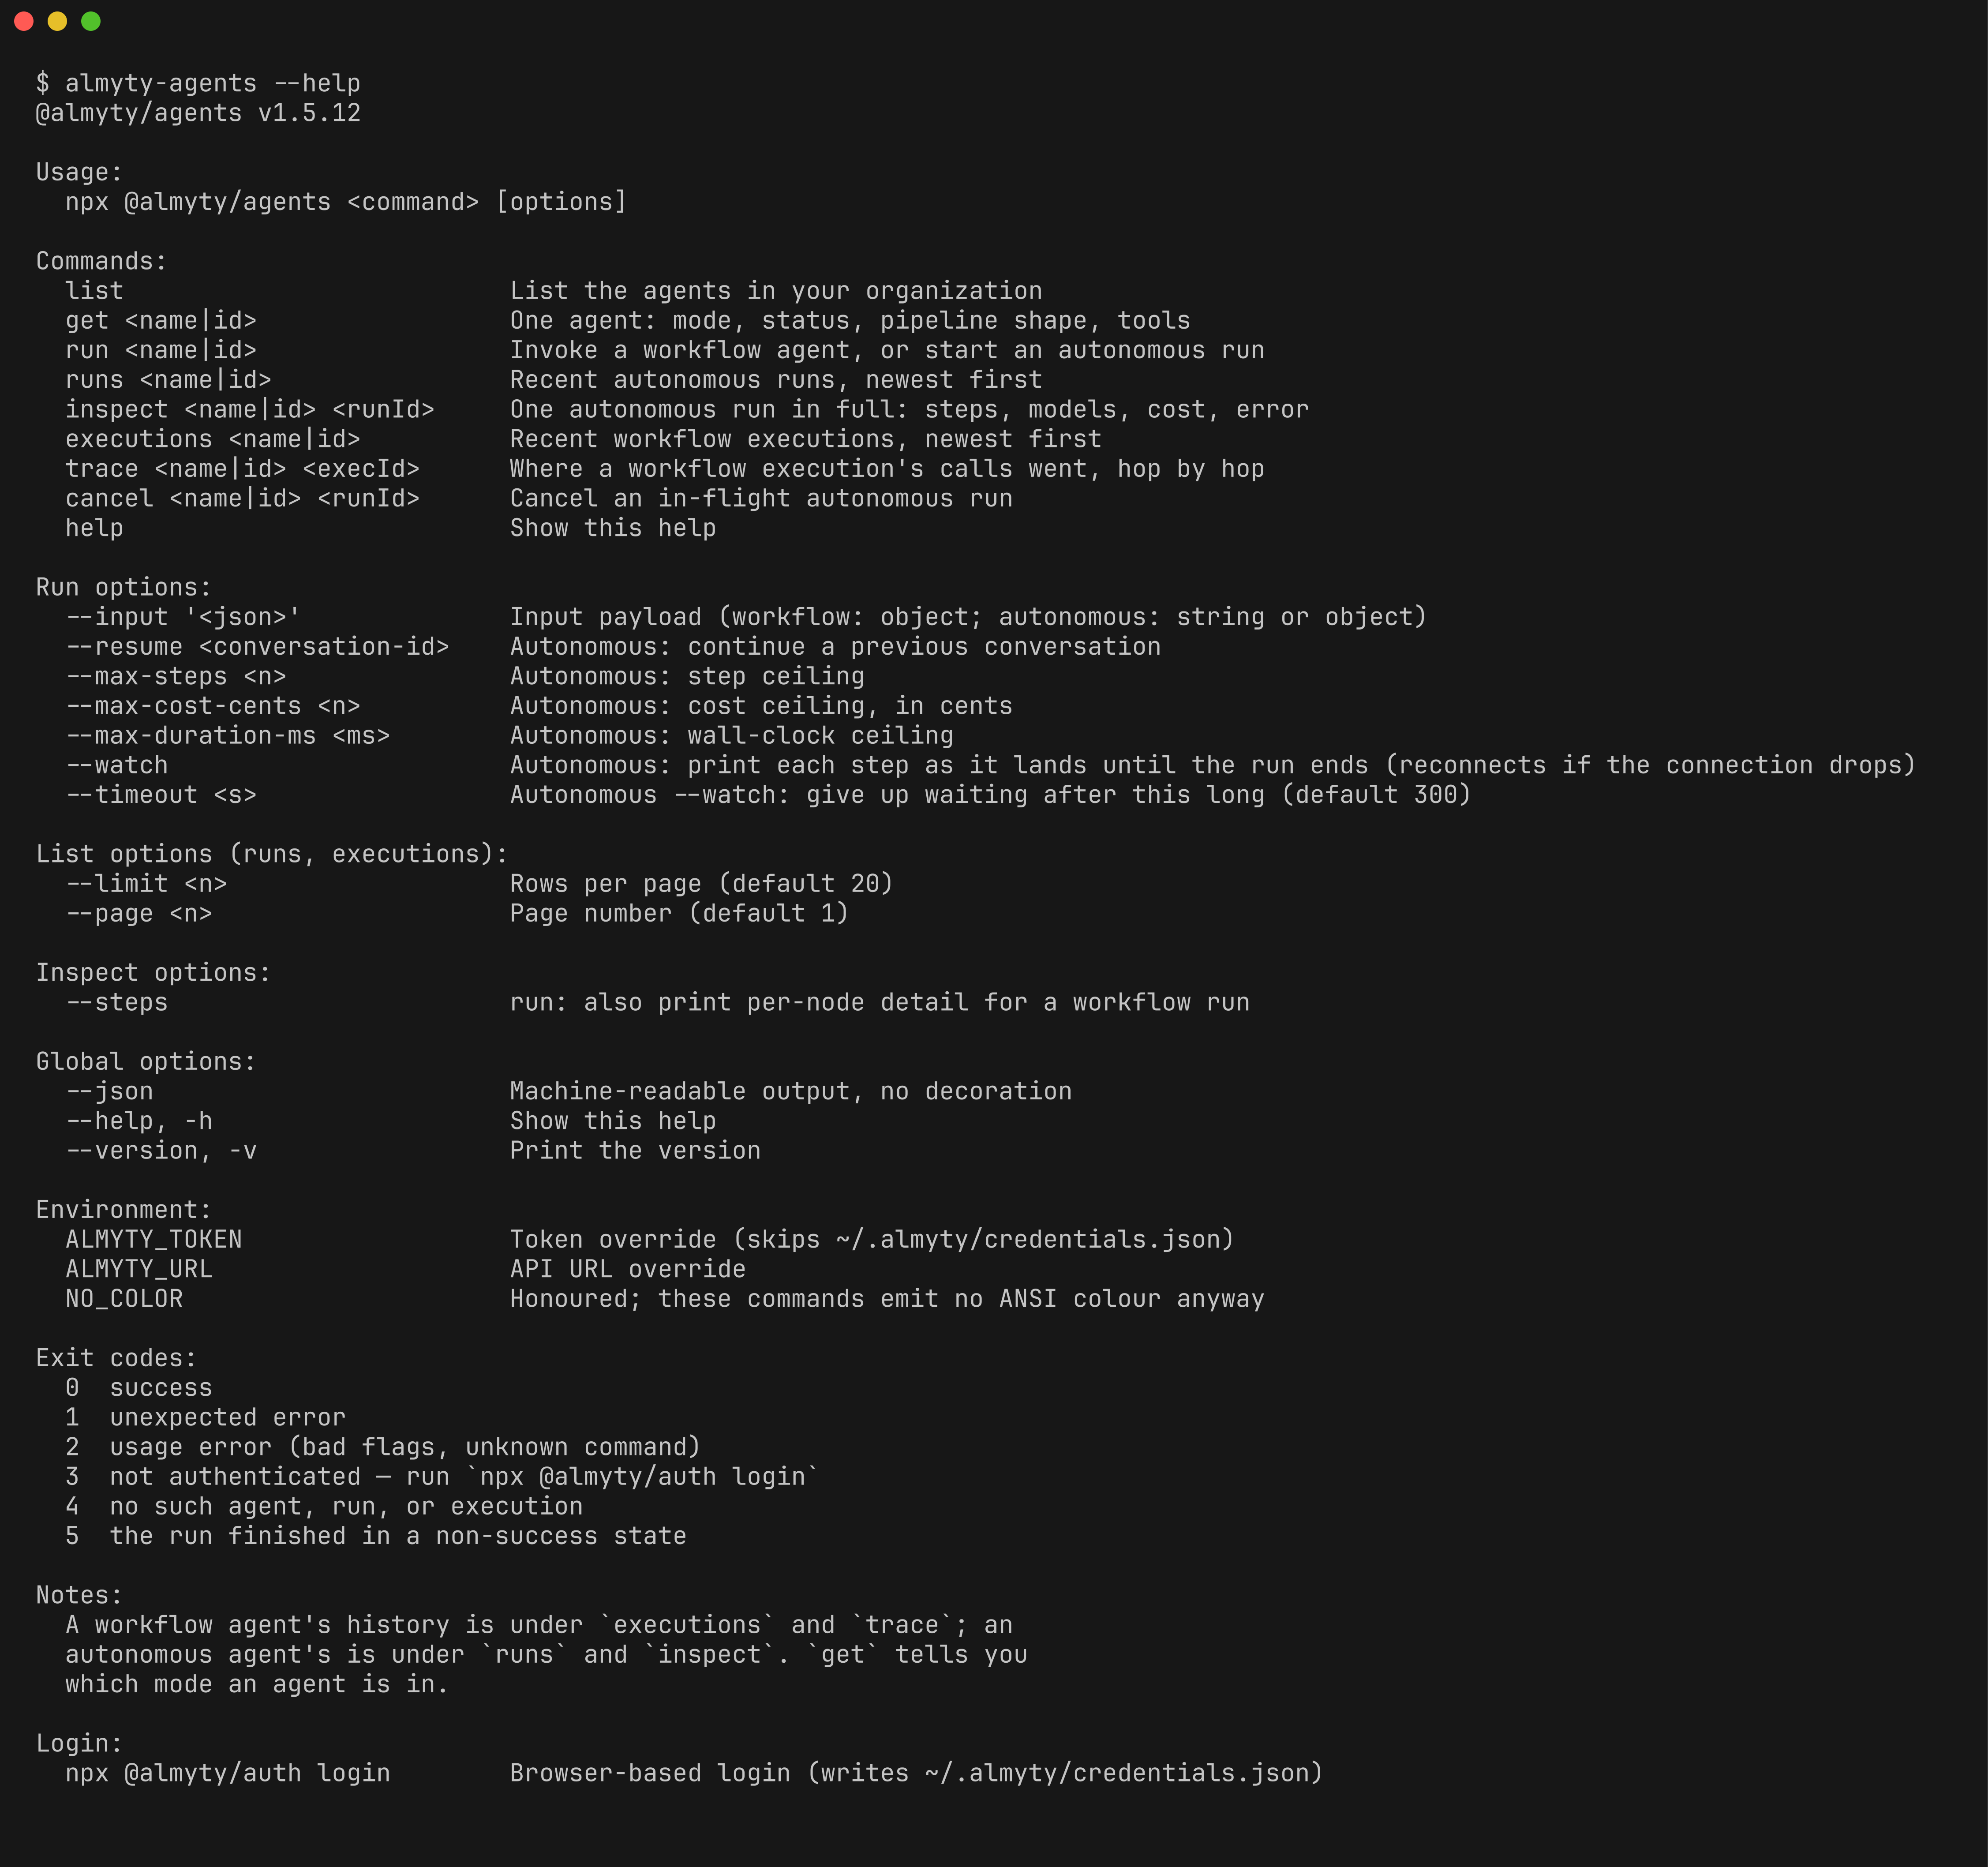 $ almyty-agents --help
@almyty/agents v1.5.12

Usage:
  npx @almyty/agents <command> [options]

Commands:
  list                          List the agents in your organization
  get <name|id>                 One agent: mode, status, pipeline shape, tools
  run <name|id>                 Invoke a workflow agent, or start an autonomous run
  runs <name|id>                Recent autonomous runs, newest first
  inspect <name|id> <runId>     One autonomous run in full: steps, models, cost, error
  executions <name|id>          Recent workflow executions, newest first
  trace <name|id> <execId>      Where a workflow execution's calls went, hop by hop
  cancel <name|id> <runId>      Cancel an in-flight autonomous run
  help                          Show this help

Run options:
  --input '<json>'              Input payload (workflow: object; autonomous: string or object)
  --resume <conversation-id>    Autonomous: continue a previous conversation
  --max-steps <n>               Autonomous: step ceiling
  --max-cost-cents <n>          Autonomous: cost ceiling, in cents
  --max-duration-ms <ms>        Autonomous: wall-clock ceiling
  --watch                       Autonomous: print each step as it lands until the run ends (reconnects if the connection drops)
  --timeout <s>                 Autonomous --watch: give up waiting after this long (default 300)

List options (runs, executions):
  --limit <n>                   Rows per page (default 20)
  --page <n>                    Page number (default 1)

Inspect options:
  --steps                       run: also print per-node detail for a workflow run

Global options:
  --json                        Machine-readable output, no decoration
  --help, -h                    Show this help
  --version, -v                 Print the version

Environment:
  ALMYTY_TOKEN                  Token override (skips ~/.almyty/credentials.json)
  ALMYTY_URL                    API URL override
  NO_COLOR                      Honoured; these commands emit no ANSI colour anyway

Exit codes:
  0  success
  1  unexpected error
  2  usage error (bad flags, unknown command)
  3  not authenticated — run `npx @almyty/auth login`
  4  no such agent, run, or execution
  5  the run finished in a non-success state

Notes:
  A workflow agent's history is under `executions` and `trace`; an
  autonomous agent's is under `runs` and `inspect`. `get` tells you
  which mode an agent is in.

Login:
  npx @almyty/auth login        Browser-based login (writes ~/.almyty/credentials.json)